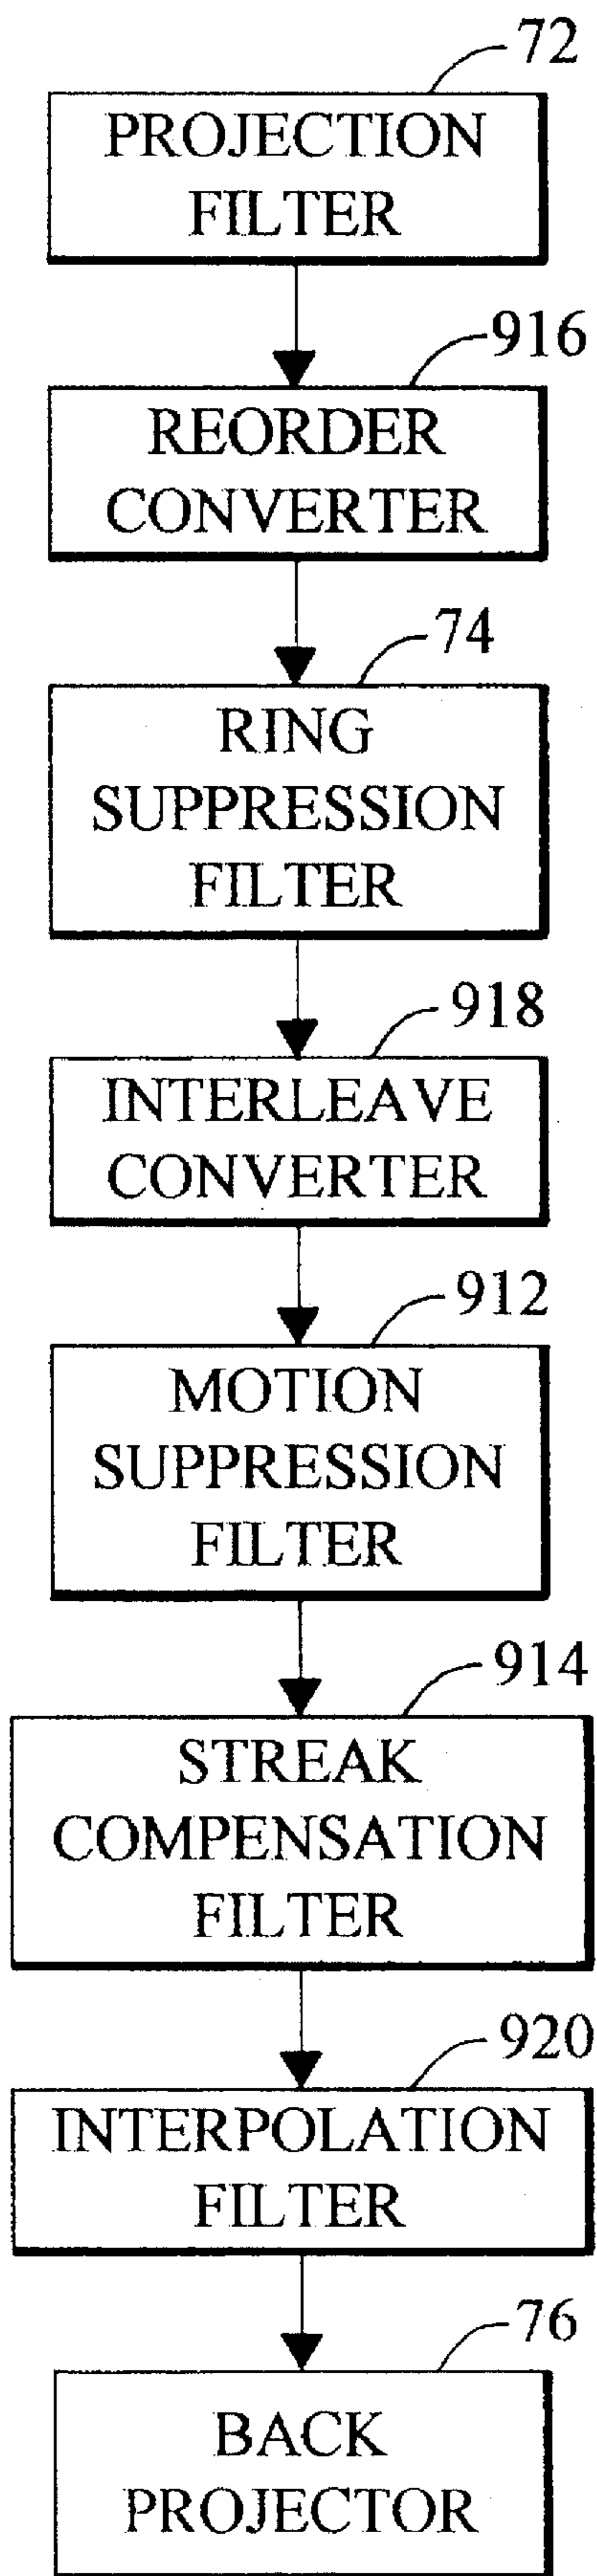 72
PROJECTION
FILTER
916
REORDER
CONVERTER
74
RING
SUPPRESSION
FILTER
918
INTERLEAVE
CONVERTER
912
MOTION
SUPPRESSION
FILTER
914
STREAK
COMPENSATION
FILTER
920
INTERPOLATION
FILTER
76
BACK
PROJECTOR